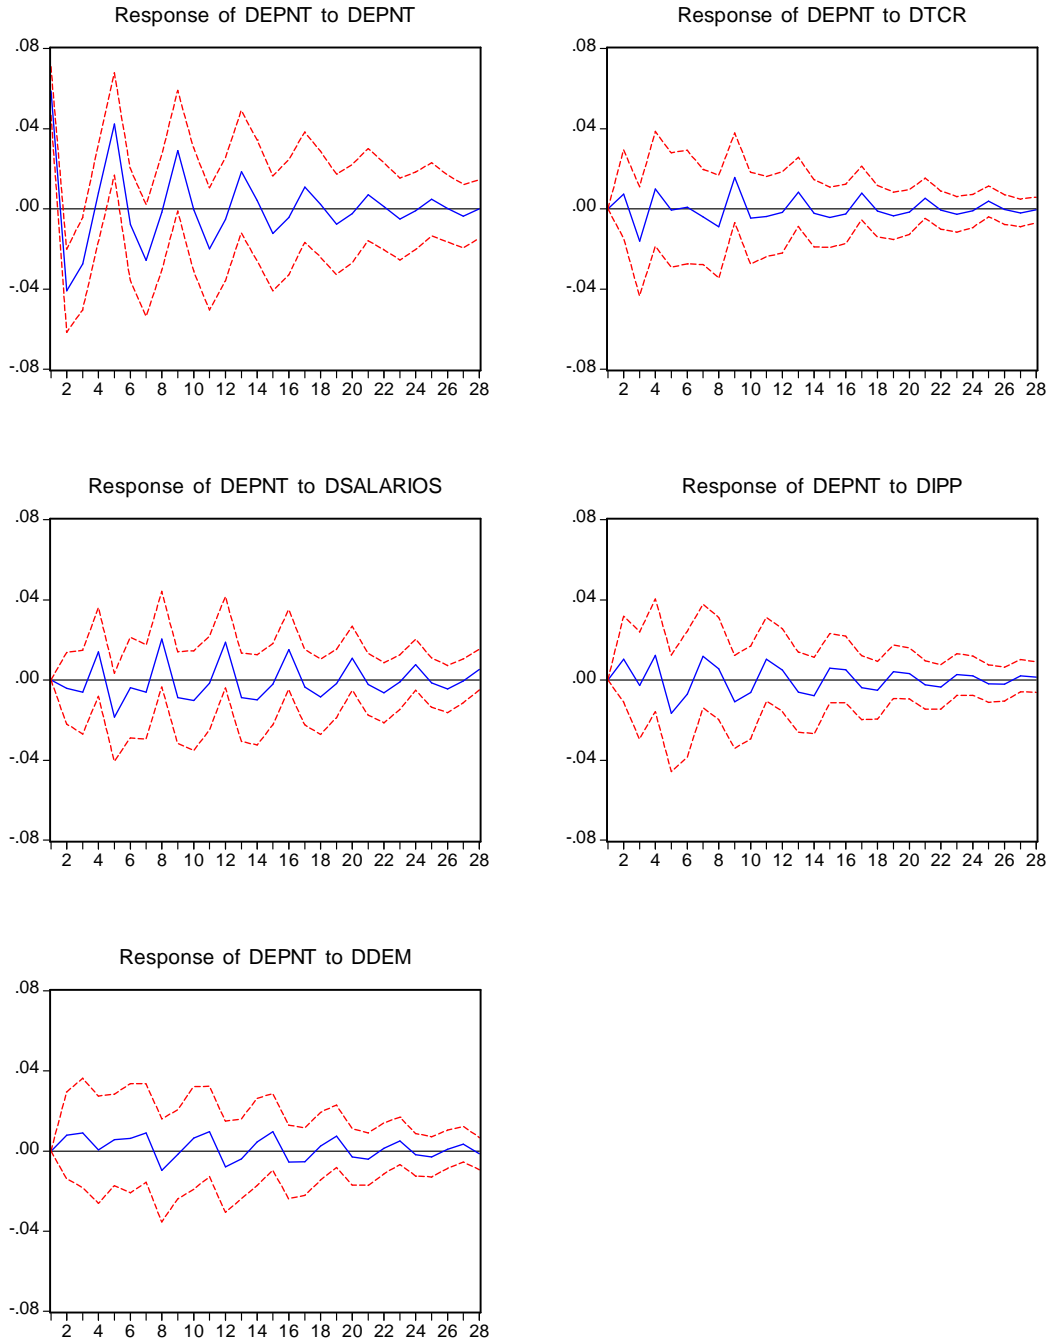 Response of DEPNT to DEPNT
.08
.04
.00
-.04
-.08
2 4 6 8 10 12 14 16 18 20 22 24 26 28
Response of DEPNT to DTCR
.08
.04
.00
-.04
-.08
2 4 6 8 10 12 14 16 18 20 22 24 26 28
Response of DEPNT to DSALARIOS
.08
.04
.00
-.04
-.08
2 4 6 8 10 12 14 16 18 20 22 24 26 28
Response of DEPNT to DIPP
.08
.04
.00
-.04
-.08
2 4 6 8 10 12 14 16 18 20 22 24 26 28
Response of DEPNT to DDEM
.08
.04
.00
-.04
-.08
2 4 6 8 10 12 14 16 18 20 22 24 26 28